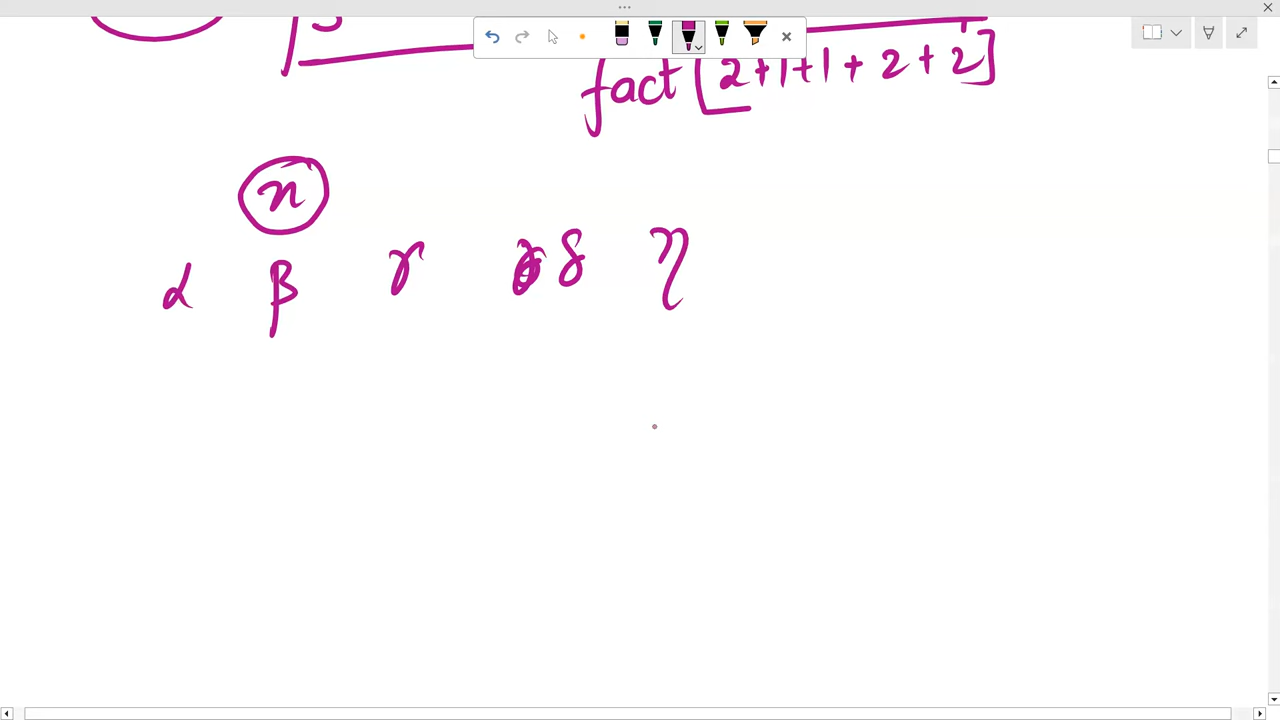 fact [2+1+1+2+2]
n
α β γ δ η